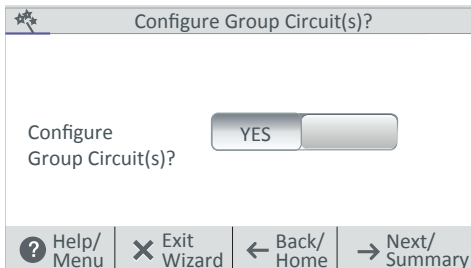 Configure Group Circuit(s)?
Configure
Group Circuit(s)?
YES
Help/
Menu
Exit
Wizard
Back/
Home
Next/
Summary